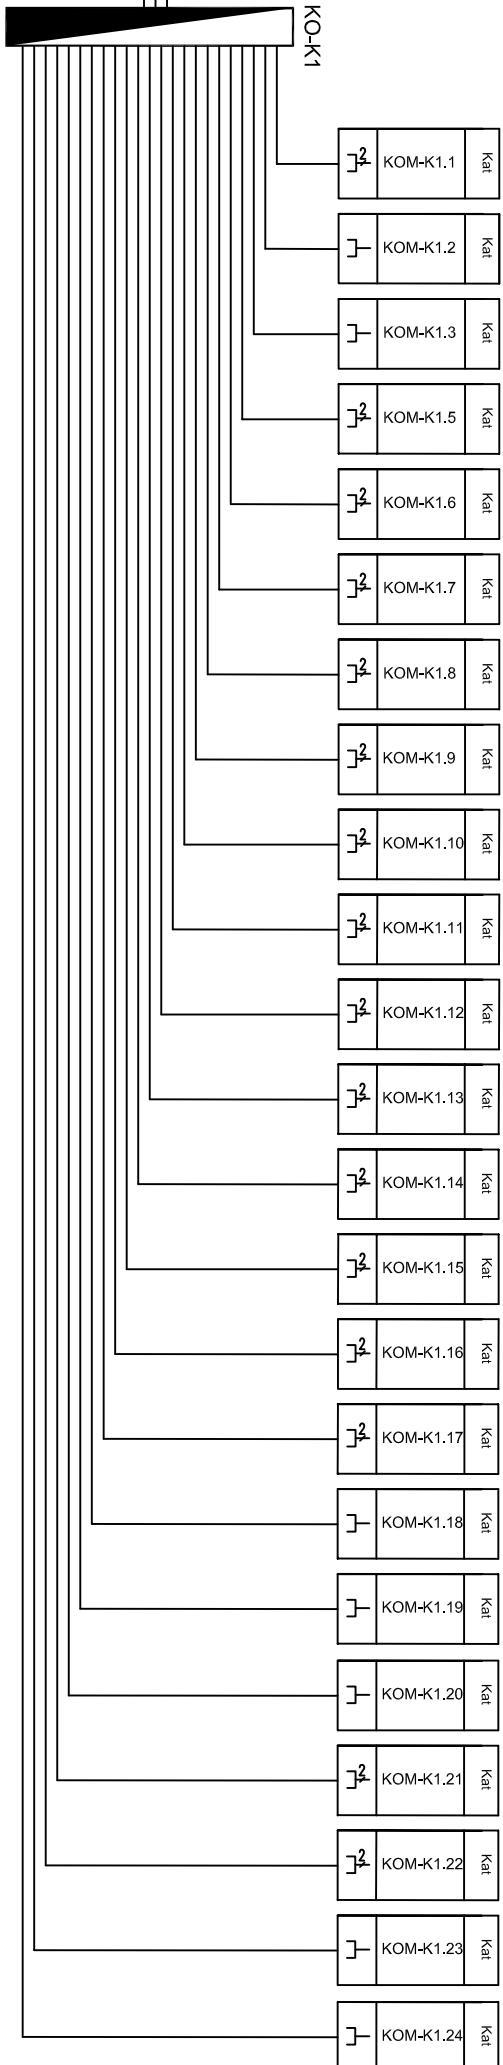 KO-K1
2 KOM-K1.1 Kat
KOM-K1.2 Kat
KOM-K1.3 Kat
2 KOM-K1.5 Kat
2 KOM-K1.6 Kat
2 KOM-K1.7 Kat
2 KOM-K1.8 Kat
2 KOM-K1.9 Kat
2 KOM-K1.10 Kat
2 KOM-K1.11 Kat
2 KOM-K1.12 Kat
2 KOM-K1.13 Kat
2 KOM-K1.14 Kat
2 KOM-K1.15 Kat
2 KOM-K1.16 Kat
2 KOM-K1.17 Kat
KOM-K1.18 Kat
KOM-K1.19 Kat
KOM-K1.20 Kat
2 KOM-K1.21 Kat
2 KOM-K1.22 Kat
KOM-K1.23 Kat
KOM-K1.24 Kat